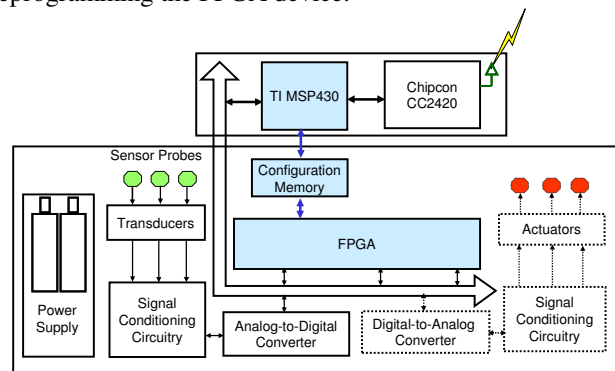 reprogramming the FPGA device.
TI MSP430
Chipcon
CC2420
Sensor Probes
Configuration
Memory
Transducers
Actuators
FPGA
Power
Supply
Signal
Conditioning
Circuitry
Analog-to-Digital
Converter
Digital-to-Analog
Converter
Signal
Conditioning
Circuitry